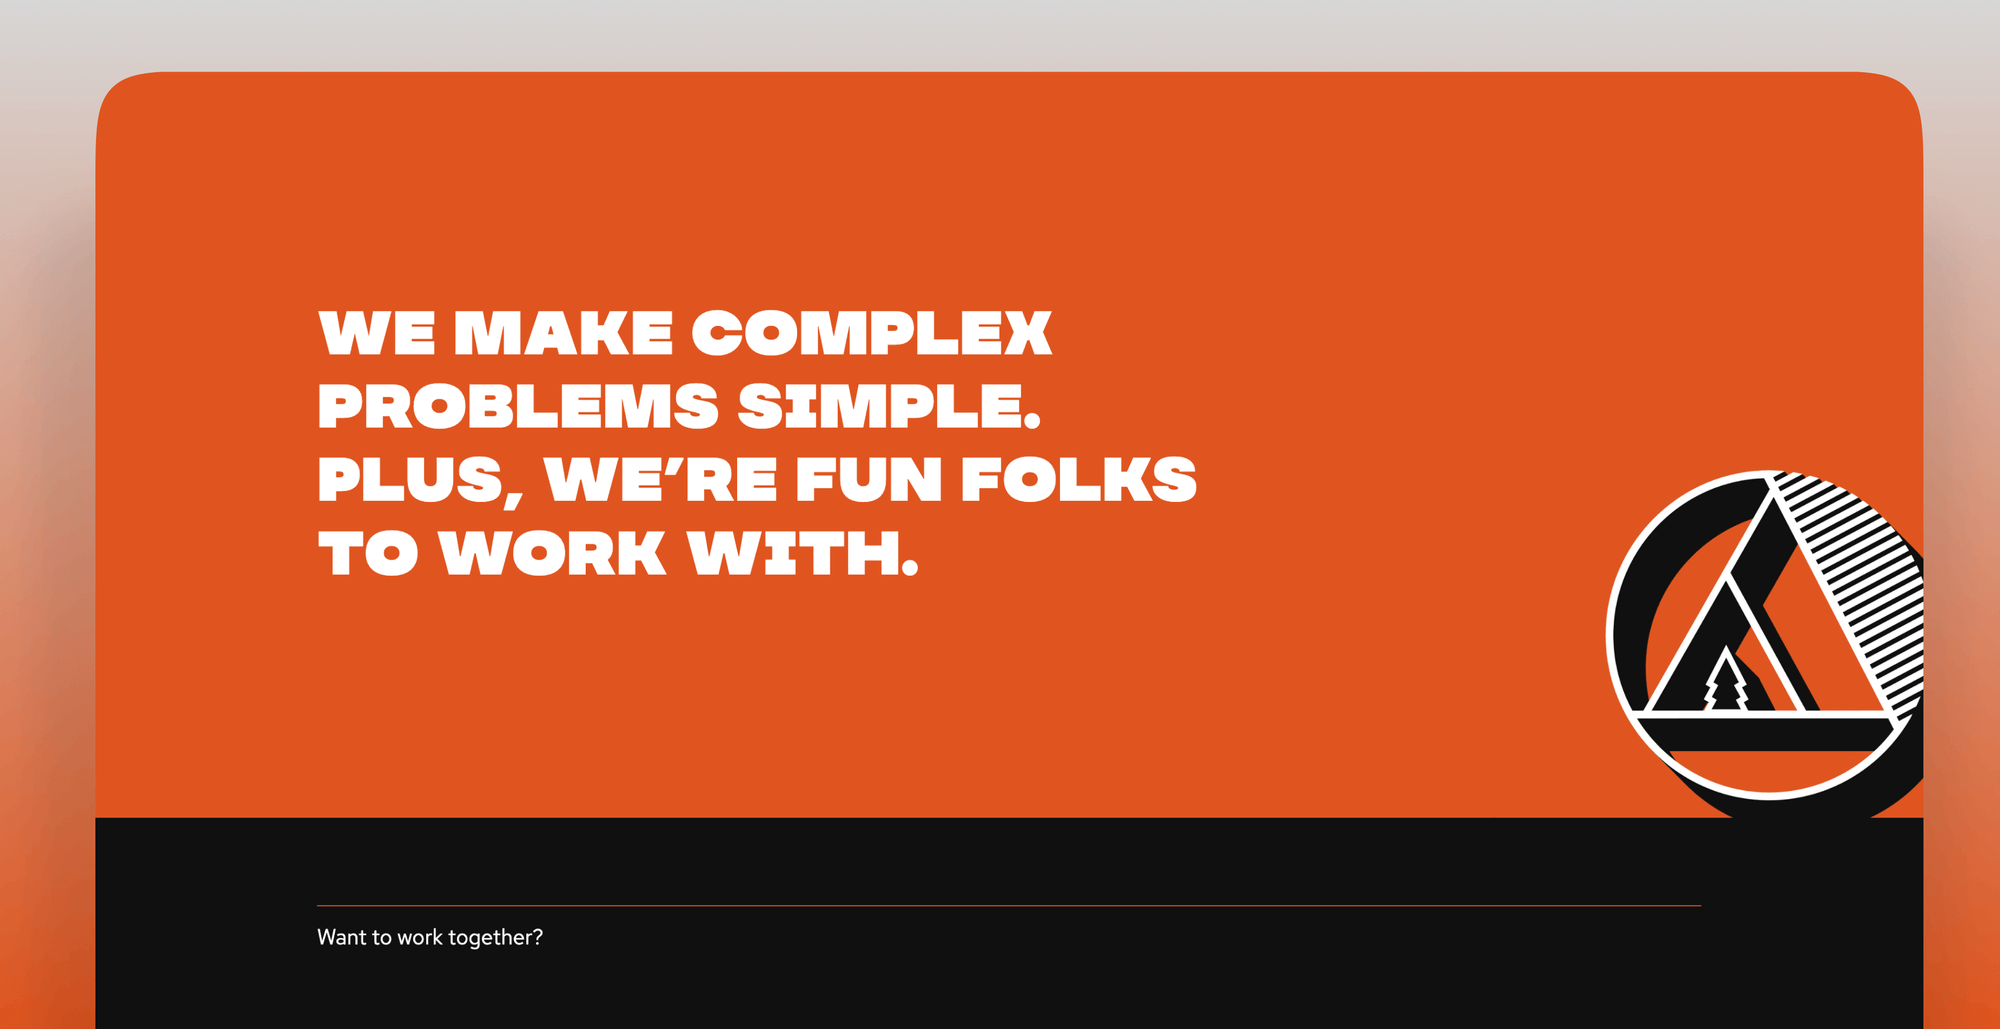 WE MAKE COMPLEX
PROBLEMS SIMPLE.
PLUS, WE’RE FUN FOLKS
TO WORK WITH.
Want to work together?